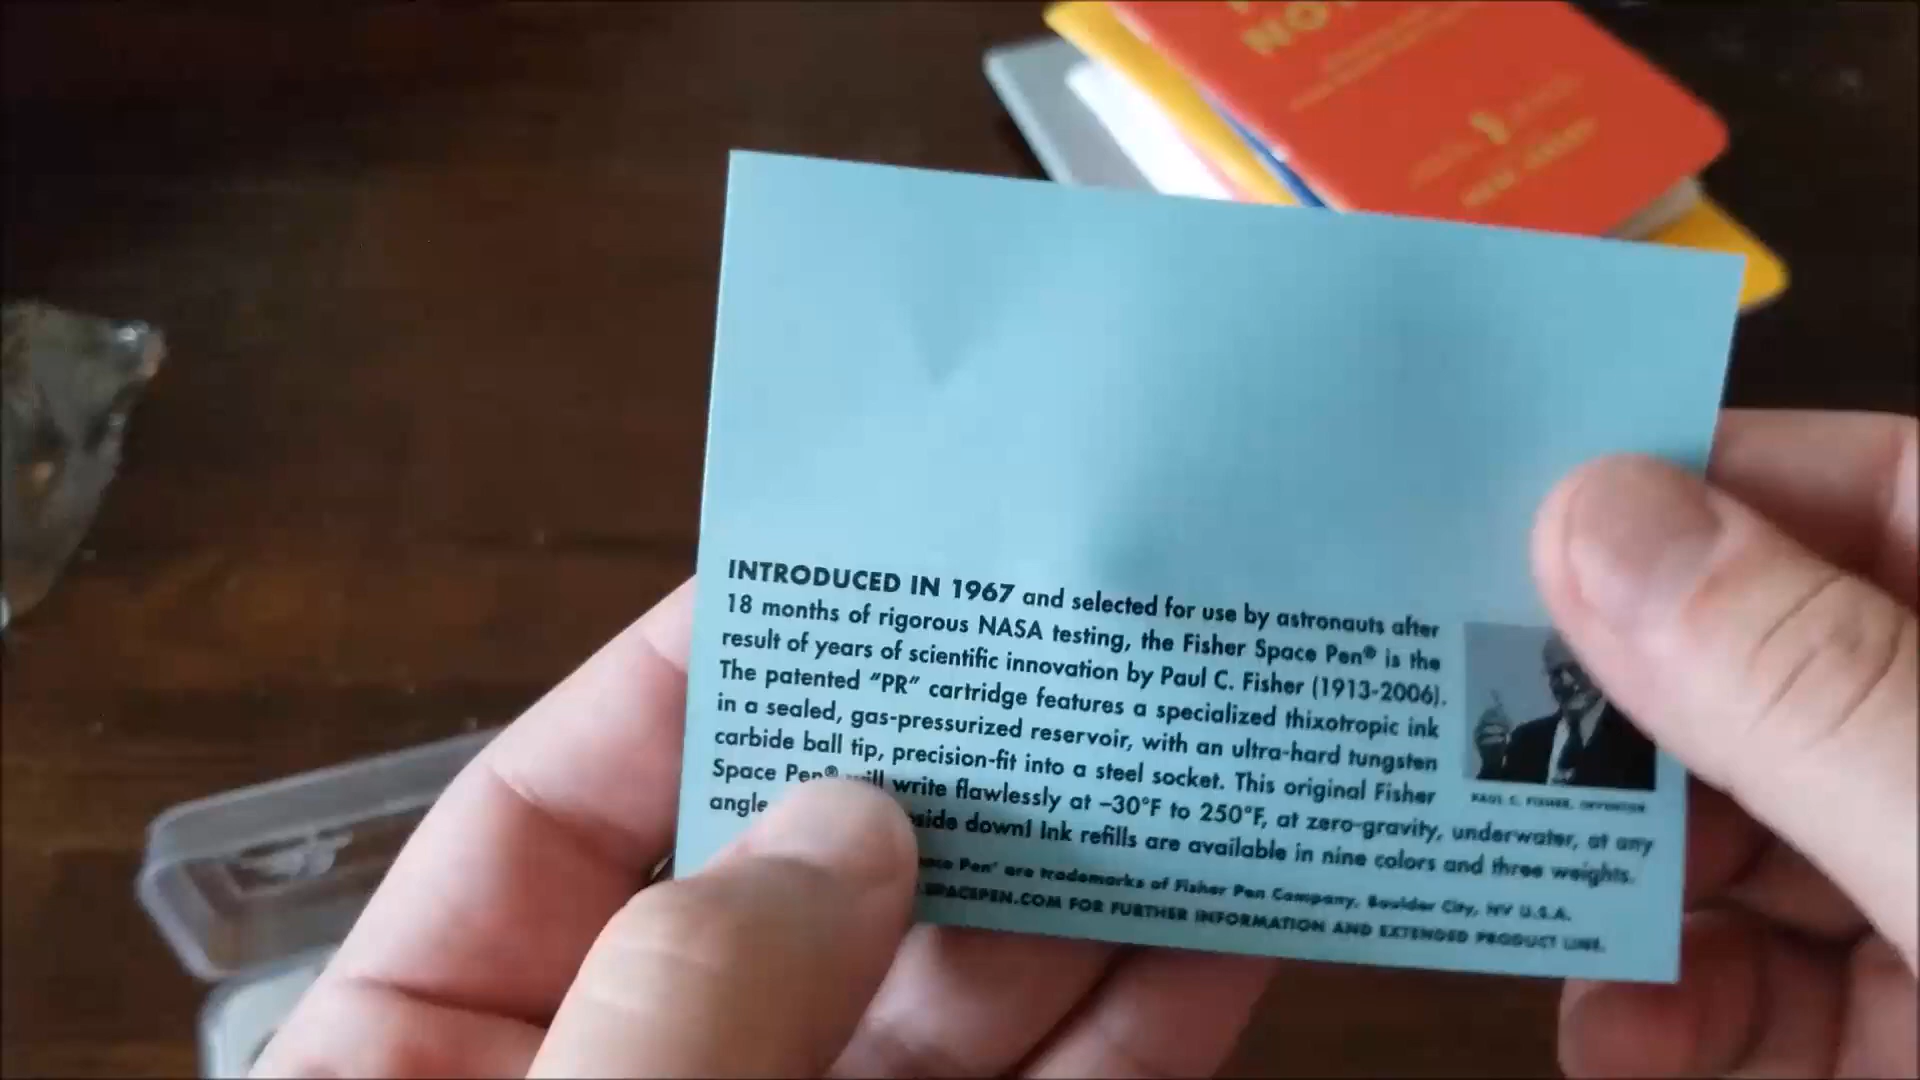 NO
INTRODUCED IN 1967 and selected for use by astronauts after
18 months of rigorous NASA testing, the Fisher Space Pen® is the
result of years of scientific innovation by Paul C. Fisher (1913-2006).
The patented “PR” cartridge features a specialized thixotropic ink
in a sealed, gas-pressurized reservoir, with an ultra-hard tungsten
carbide ball tip, precision-fit into a steel socket. This original Fisher
Space Pen® will write flawlessly at –30°F to 250°F, at zero-gravity, underwater, at any
angle side down! Ink refills are available in nine colors and three weights.
Pen’ are trademarks of Fisher Pen Company, Boulder City, NV U.S.A.
SPACEPEN.COM FOR FURTHER INFORMATION AND EXTENDED PRODUCT LINE.
PAUL C. FISHER, INVENTOR